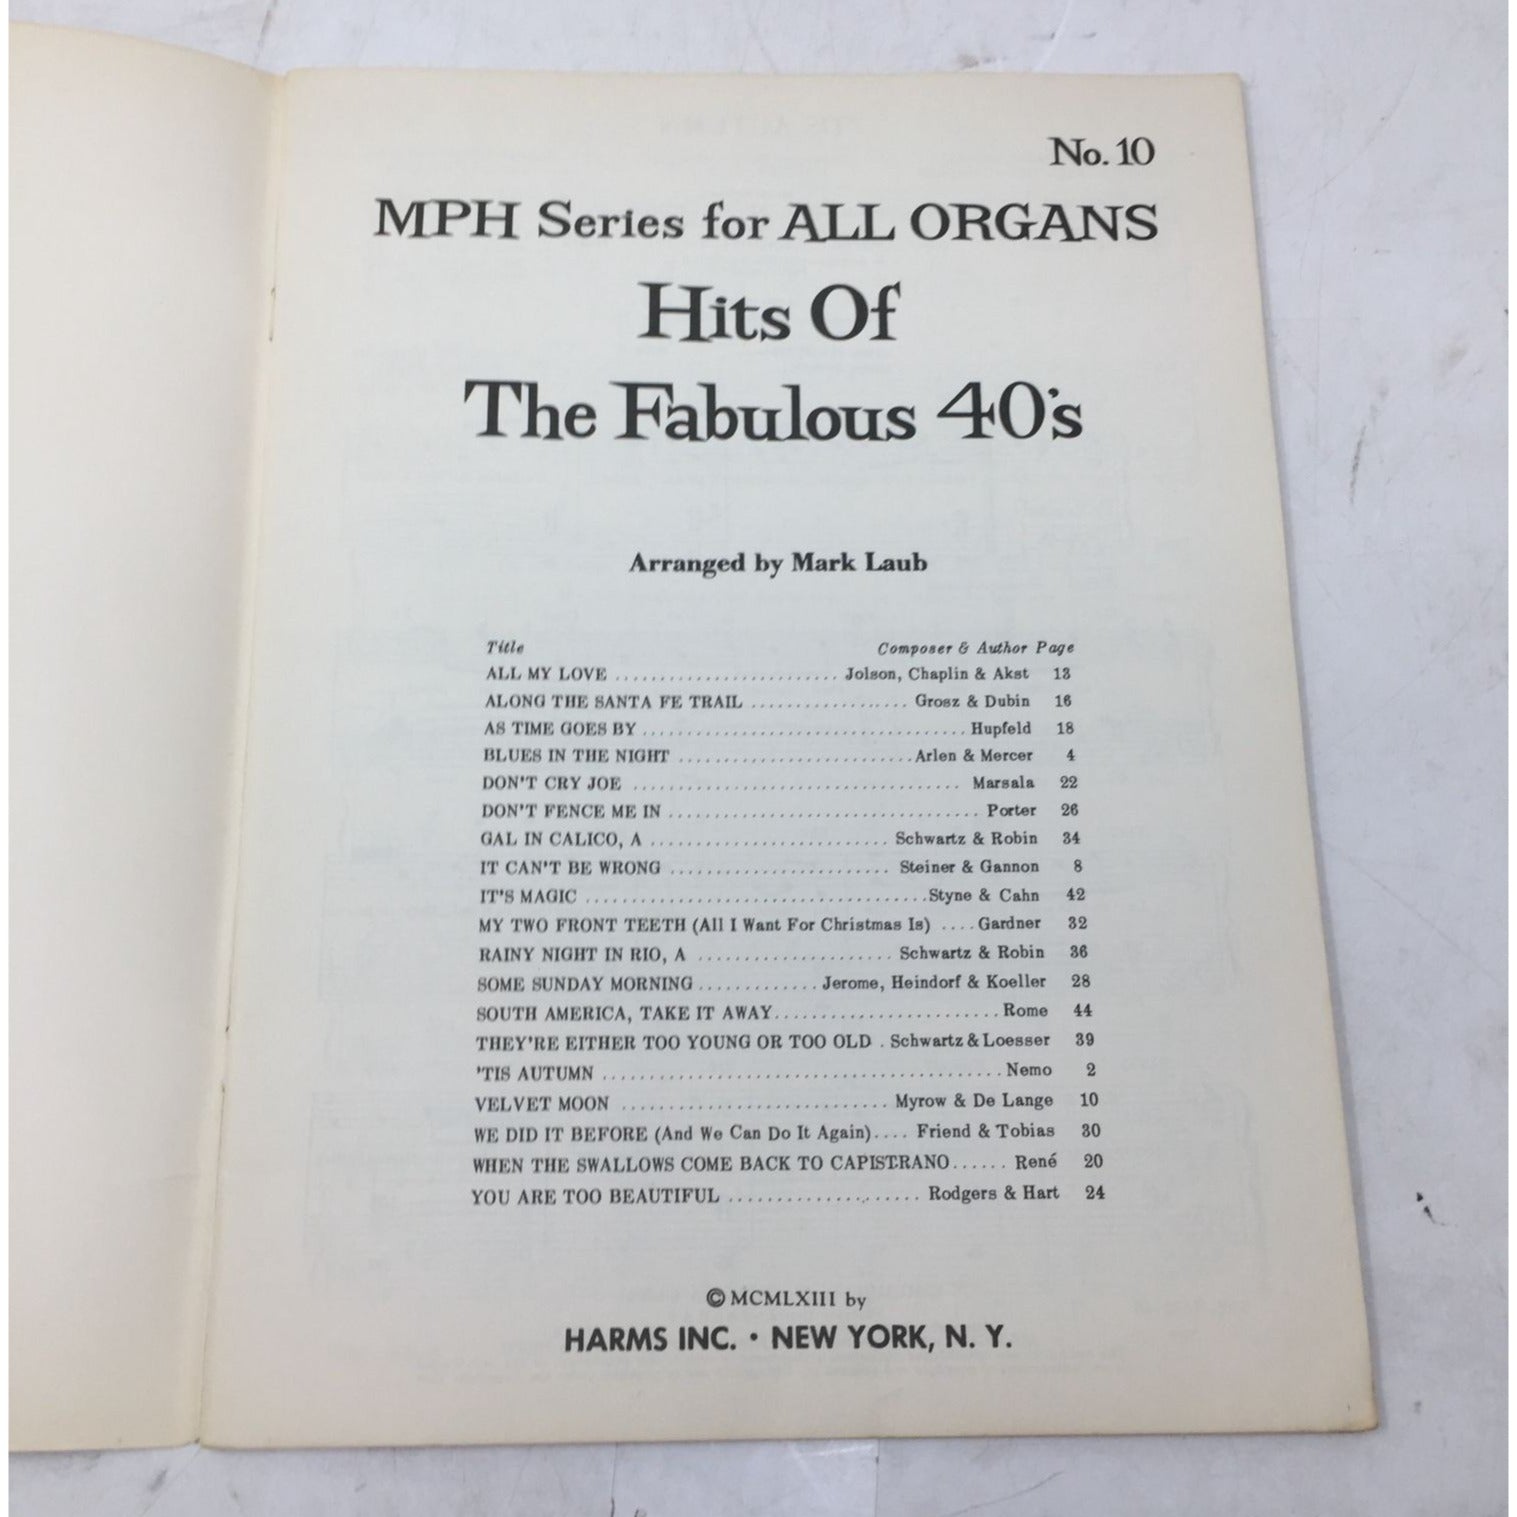 No. 10
MPH Series for ALL ORGANS
Hits Of
The Fabulous 40's
Arranged by Mark Laub
Title Composer & Author Page
ALL MY LOVE ......................... Jolson, Chaplin & Akst 13
ALONG THE SANTA FE TRAIL .................. Grosz & Dubin 16
AS TIME GOES BY .................................... Hupfeld 18
BLUES IN THE NIGHT .......................... Arlen & Mercer 4
DON'T CRY JOE ..................................... Marsala 22
DON'T FENCE ME IN ................................... Porter 26
GAL IN CALICO, A ........................... Schwartz & Robin 34
IT CAN'T BE WRONG ........................ Steiner & Gannon 8
IT'S MAGIC ..................................... Styne & Cahn 42
MY TWO FRONT TEETH (All I Want For Christmas Is) .... Gardner 32
RAINY NIGHT IN RIO, A ..................... Schwartz & Robin 36
SOME SUNDAY MORNING ............. Jerome, Heindorf & Koeller 28
SOUTH AMERICA, TAKE IT AWAY ........................ Rome 44
THEY'RE EITHER TOO YOUNG OR TOO OLD . Schwartz & Loesser 39
'TIS AUTUMN .......................................... Nemo 2
VELVET MOON ............................ Myrow & De Lange 10
WE DID IT BEFORE (And We Can Do It Again) .... Friend & Tobias 30
WHEN THE SWALLOWS COME BACK TO CAPISTRANO ...... René 20
YOU ARE TOO BEAUTIFUL ..................... Rodgers & Hart 24
© MCMLXIII by
HARMS INC. • NEW YORK, N. Y.